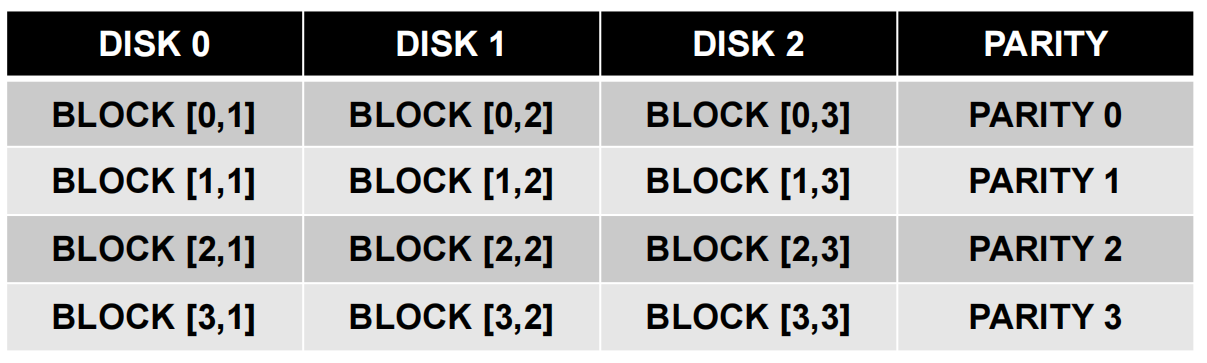 DISK 0 DISK 1 DISK 2 PARITY
BLOCK [0,1] BLOCK [0,2] BLOCK [0,3] PARITY 0
BLOCK [1,1] BLOCK [1,2] BLOCK [1,3] PARITY 1
BLOCK [2,1] BLOCK [2,2] BLOCK [2,3] PARITY 2
BLOCK [3,1] BLOCK [3,2] BLOCK [3,3] PARITY 3